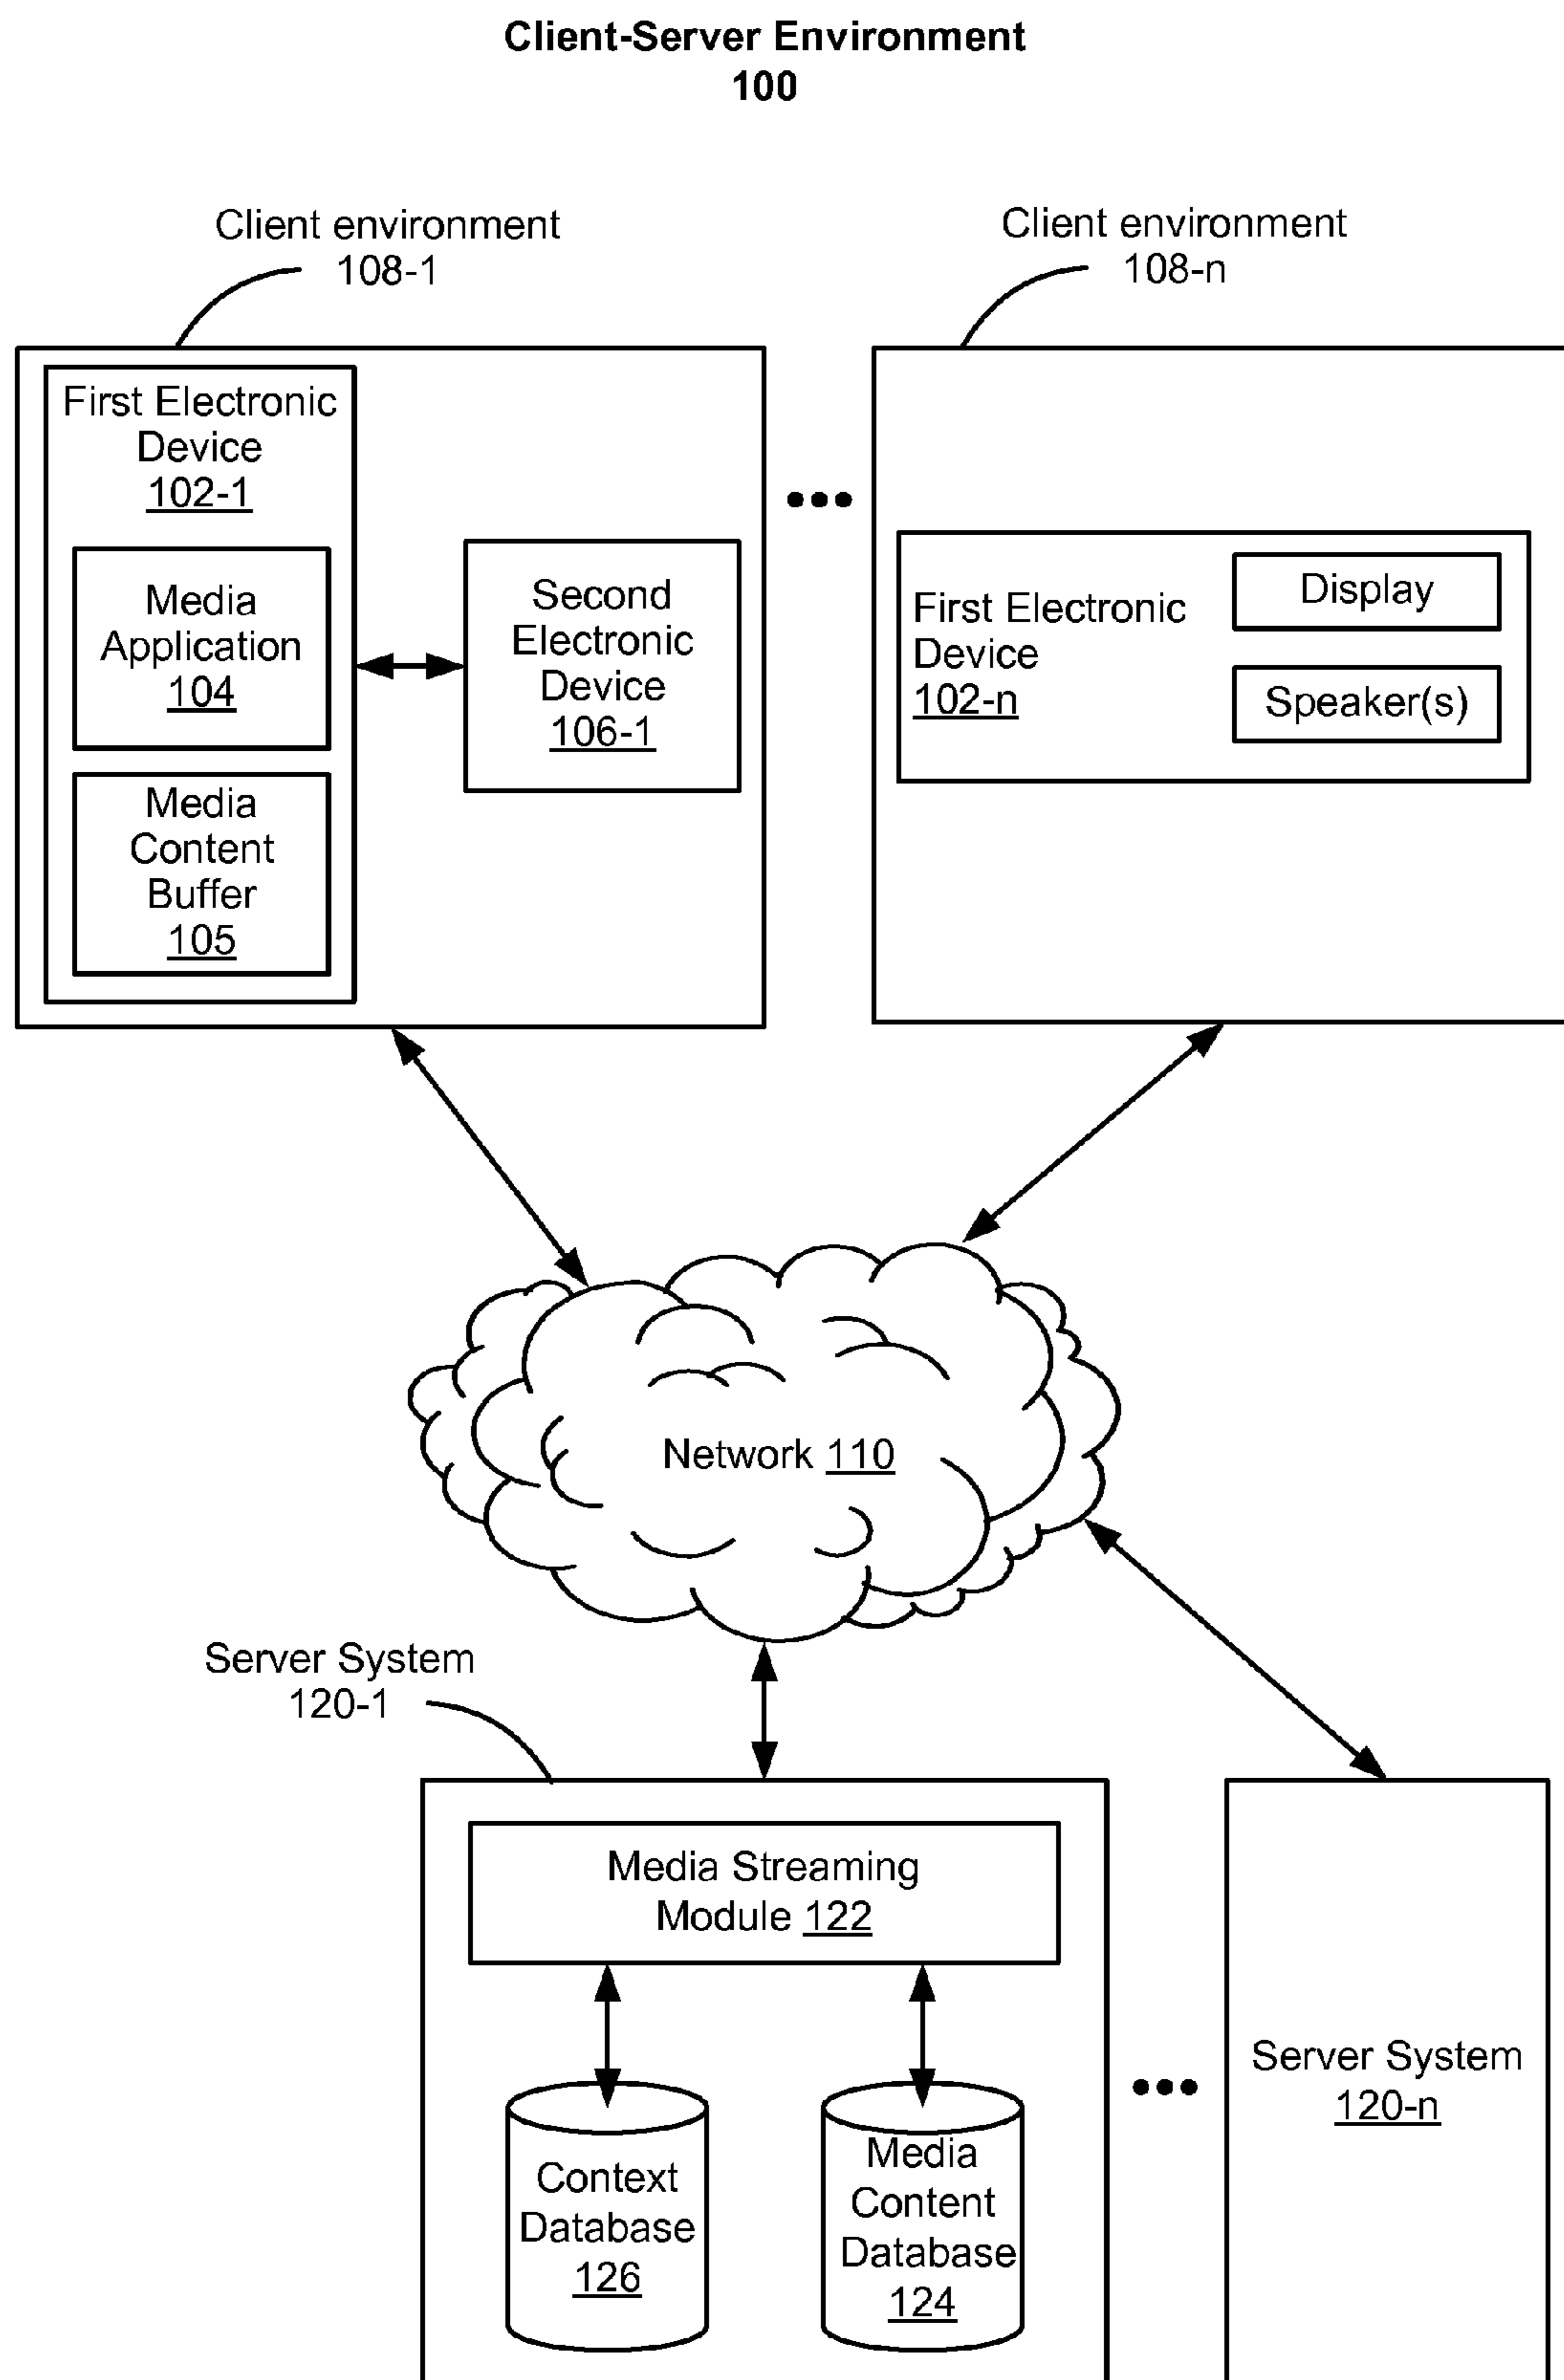 Client-Server Environment
100
Client environment
108-1
Client environment
108-n
First Electronic
Device
102-1
Media
Application
104
Media
Content
Buffer
105
Second
Electronic
Device
106-1
First Electronic
Device
102-n
Display
Speaker(s)
Network 110
Server System
120-1
Media Streaming
Module 122
Context
Database
126
Media
Content
Database
124
Server System
120-n